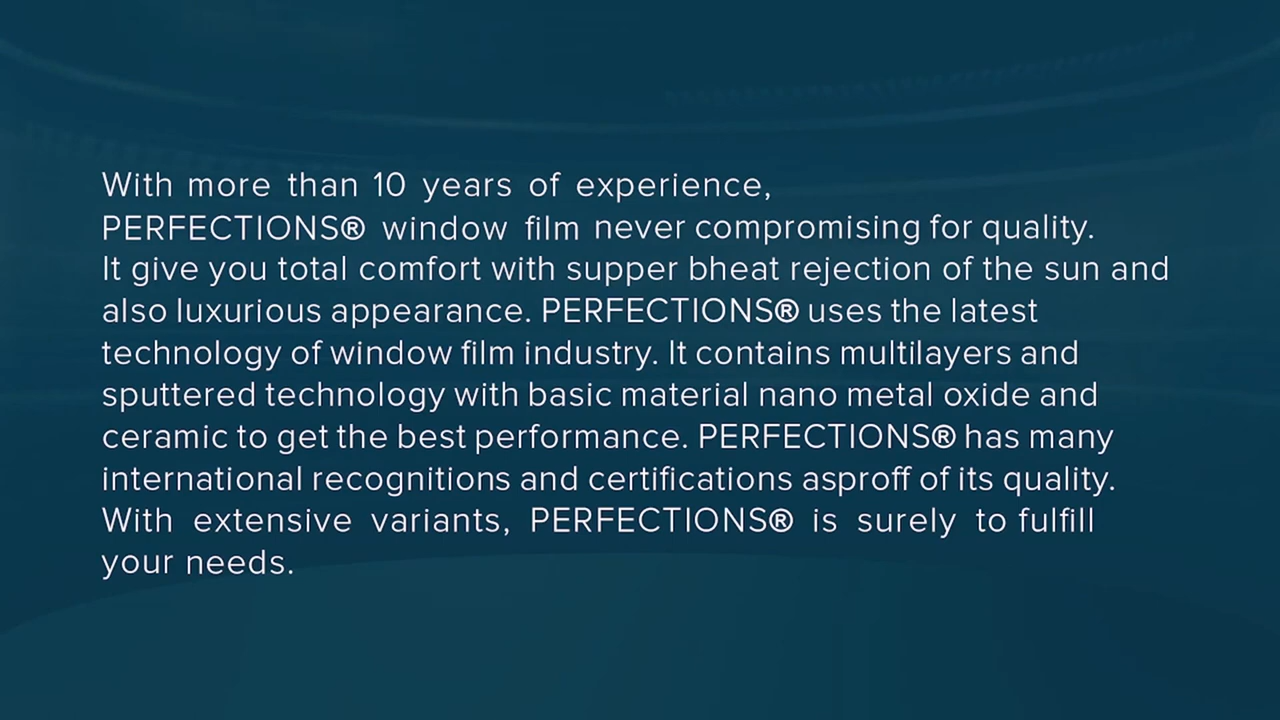 With more than 10 years of experience,
PERFECTIONS® window film never compromising for quality.
It give you total comfort with supper bheat rejection of the sun and
also luxurious appearance. PERFECTIONS® uses the latest
technology of window film industry. It contains multilayers and
sputtered technology with basic material nano metal oxide and
ceramic to get the best performance. PERFECTIONS® has many
international recognitions and certifications asproff of its quality.
With extensive variants, PERFECTIONS® is surely to fulfill
your needs.